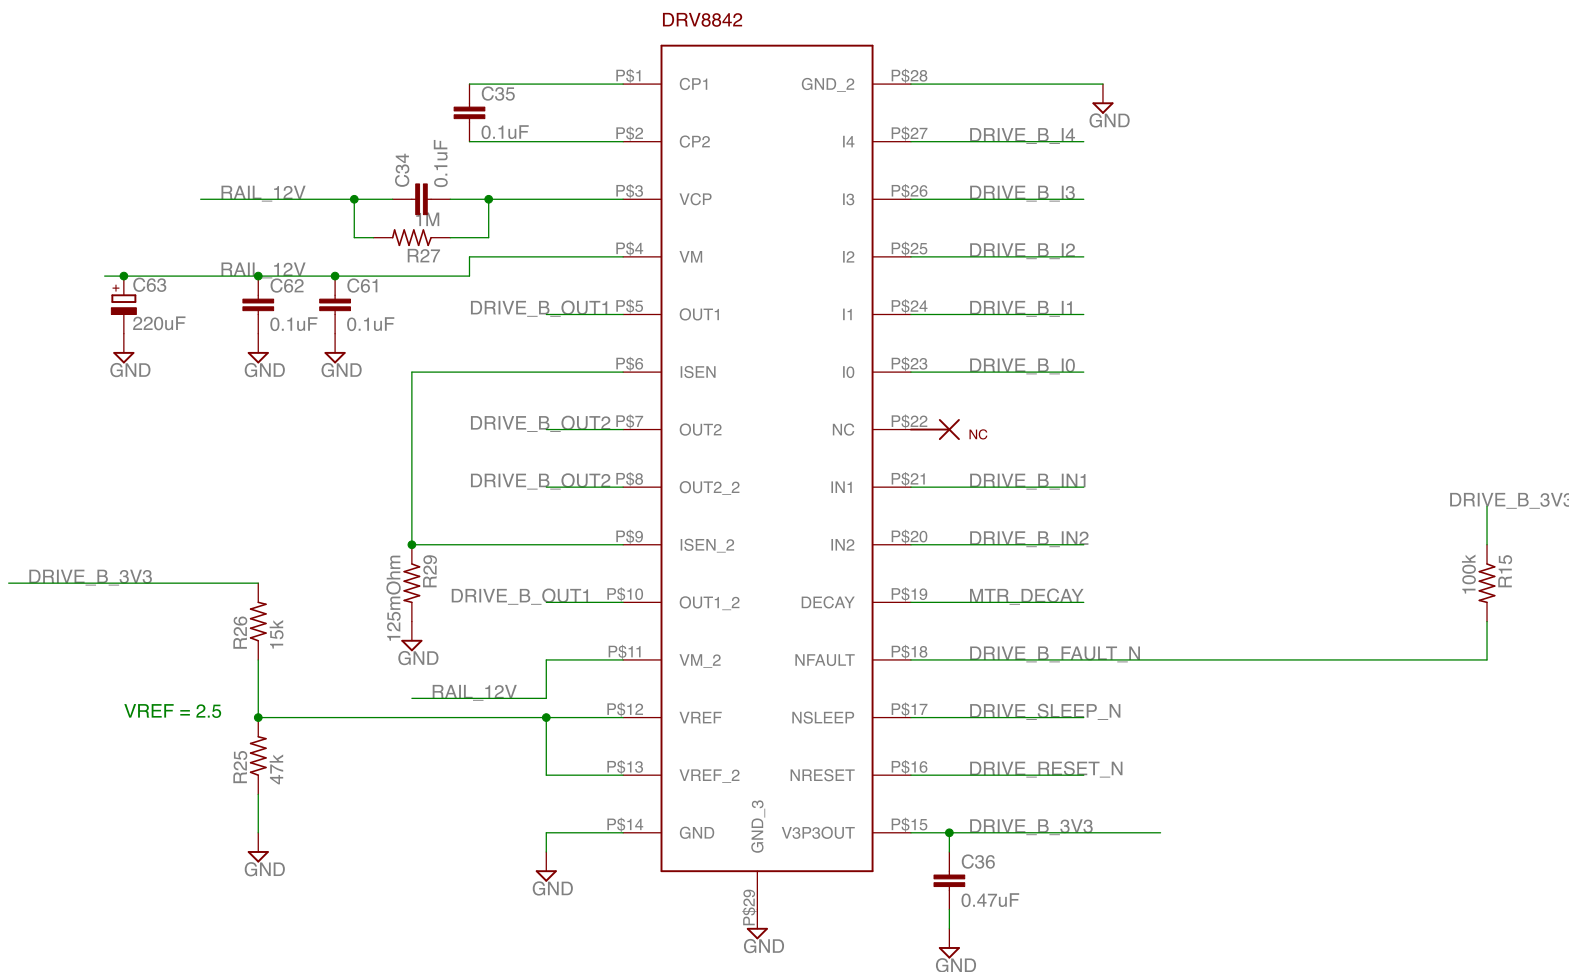 DRV8842
P$1 CP1
P$2 CP2
P$3 VCP
P$4 VM
P$5 OUT1
P$6 ISEN
P$7 OUT2
P$8 OUT2_2
P$9 ISEN_2
P$10 OUT1_2
P$11 VM_2
P$12 VREF
P$13 VREF_2
P$14 GND
GND_3
P$29
GND
GND_2 P$28
I4 P$27
I3 P$26
I2 P$25
I1 P$24
I0 P$23
NC P$22
IN1 P$21
IN2 P$20
DECAY P$19
NFAULT P$18
NSLEEP P$17
NRESET P$16
V3P3OUT P$15
C35
0.1uF
C34
0.1uF
RAIL_12V
1M
R27
RAIL_12V
C63
220uF
GND
C62
0.1uF
GND
C61
0.1uF
GND
DRIVE_B_OUT1
DRIVE_B_OUT2
DRIVE_B_OUT2
125mOhm
R29
GND
DRIVE_B_OUT1
RAIL_12V
DRIVE_B_3V3
R26
15k
VREF = 2.5
R25
47k
GND
GND
GND
DRIVE_B_I4
DRIVE_B_I3
DRIVE_B_I2
DRIVE_B_I1
DRIVE_B_I0
NC
DRIVE_B_IN1
DRIVE_B_IN2
MTR_DECAY
DRIVE_B_FAULT_N
DRIVE_SLEEP_N
DRIVE_RESET_N
DRIVE_B_3V3
C36
0.47uF
GND
DRIVE_B_3V3
100k
R15